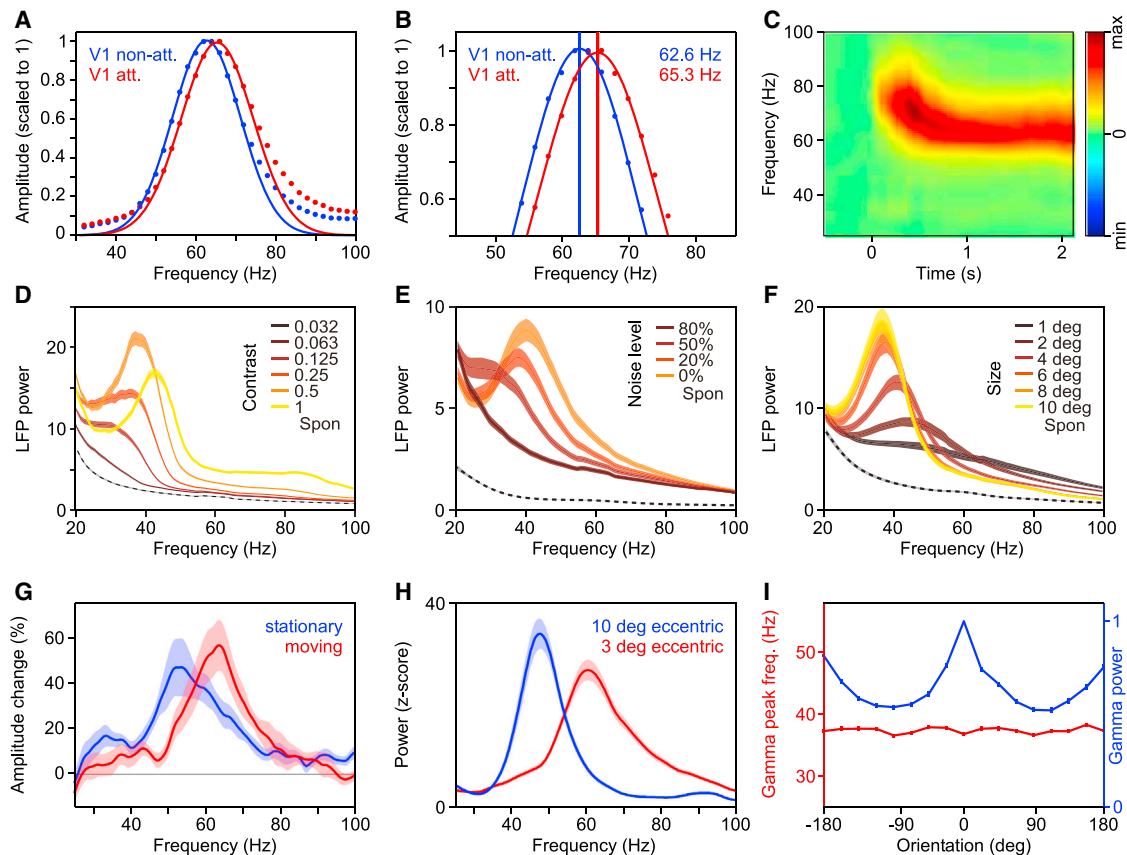 A
Amplitude (scaled to 1)
1
0.8
0.6
0.4
0.2
0
V1 non-att.
V1 att.
40
60
80
100
Frequency (Hz)
B
Amplitude (scaled to 1)
1
0.9
0.8
0.7
0.6
V1 non-att. 62.6 Hz
V1 att. 65.3 Hz
50
60
70
80
Frequency (Hz)
C
Frequency (Hz)
100
80
60
40
0
1
2
Time (s)
max
0
min
D
LFP power
20
10
0
Contrast
0.032
0.063
0.125
0.25
0.5
1
Spon
20
40
60
80
100
Frequency (Hz)
E
LFP power
10
5
0
Noise level
80%
50%
20%
0%
Spon
20
40
60
80
100
Frequency (Hz)
F
LFP power
20
10
0
Size
1 deg
2 deg
4 deg
6 deg
8 deg
10 deg
Spon
20
40
60
80
100
Frequency (Hz)
G
Amplitude change (%)
60
40
20
0
stationary
moving
40
60
80
100
Frequency (Hz)
H
Power (z-score)
40
0
10 deg eccentric
3 deg eccentric
40
60
80
100
Frequency (Hz)
I
Gamma peak freq. (Hz)
50
40
30
Gamma power
1
0
-180
-90
0
90
180
Orientation (deg)